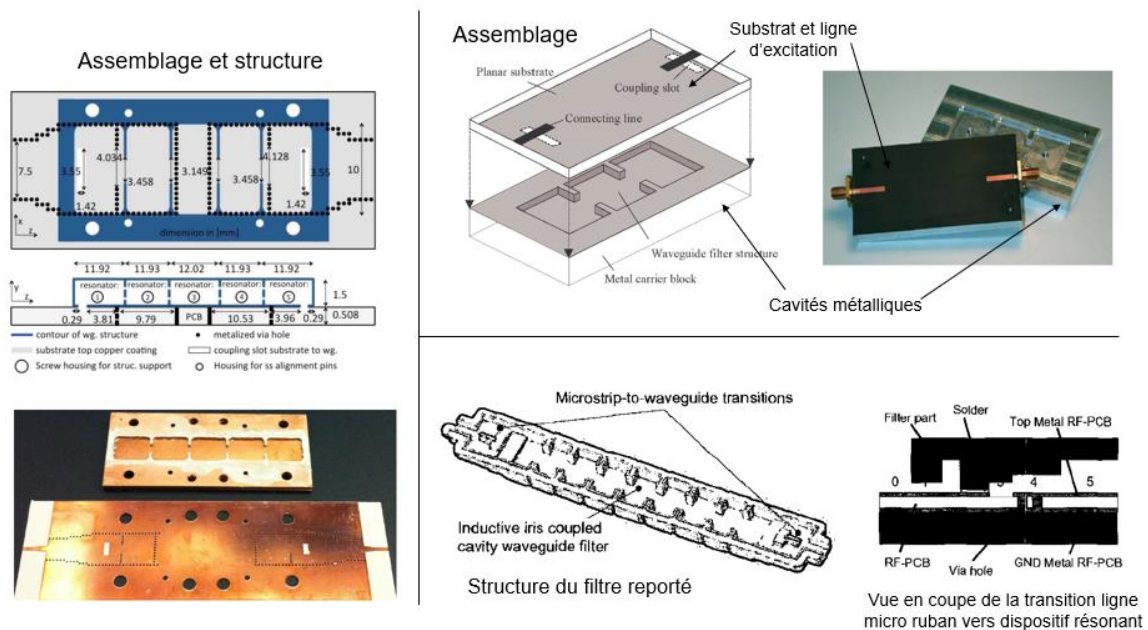 Assemblage et structure
7.5
3.55
4.034
3.458
3.149
3.458
4.128
3.55
10
1.42
1.42
x
z
dimension in [mm]
11.92
11.93
12.02
11.93
11.92
y
z
resonator:
resonator:
resonator:
resonator:
resonator:
1
2
3
4
5
1.5
0.29
3.81
9.79
PCB
10.53
3.96
0.29
0.508
contour of wg. structure
metalized via hole
substrate top copper coating
coupling slot substrate to wg.
Screw housing for struc. support
Housing for ss alignment pins
Assemblage
Substrat et ligne
d'excitation
Planar substrate
Coupling slot
Connecting line
Waveguide filter structure
Metal carrier block
Cavités métalliques
Microstrip-to-waveguide transitions
Inductive iris coupled
cavity waveguide filter
Structure du filtre reporté
Filter part
Solder
Top Metal RF-PCB
0
4
5
RF-PCB
Via hole
GND Metal RF-PCB
Vue en coupe de la transition ligne
micro ruban vers dispositif résonant